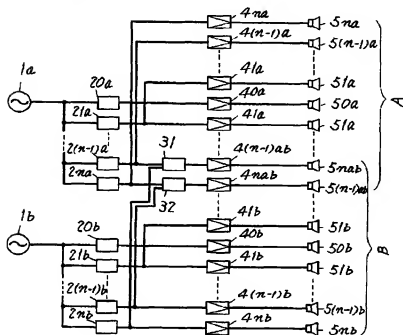 4na 5na
4(n-1)a 5(n-1)a
1a 20a 41a 51a
21a 40a 50a A
41a 51a
2(n-1)a 31 4(n-1)ab 5nab
2na 32 4nab 5(n-1)ab
41b 51b
1b 20b 40b 50b B
21b 41b 51b
2(n-1)b 4(n-1)b 5(n-1)b
2nb 4nb 5nb